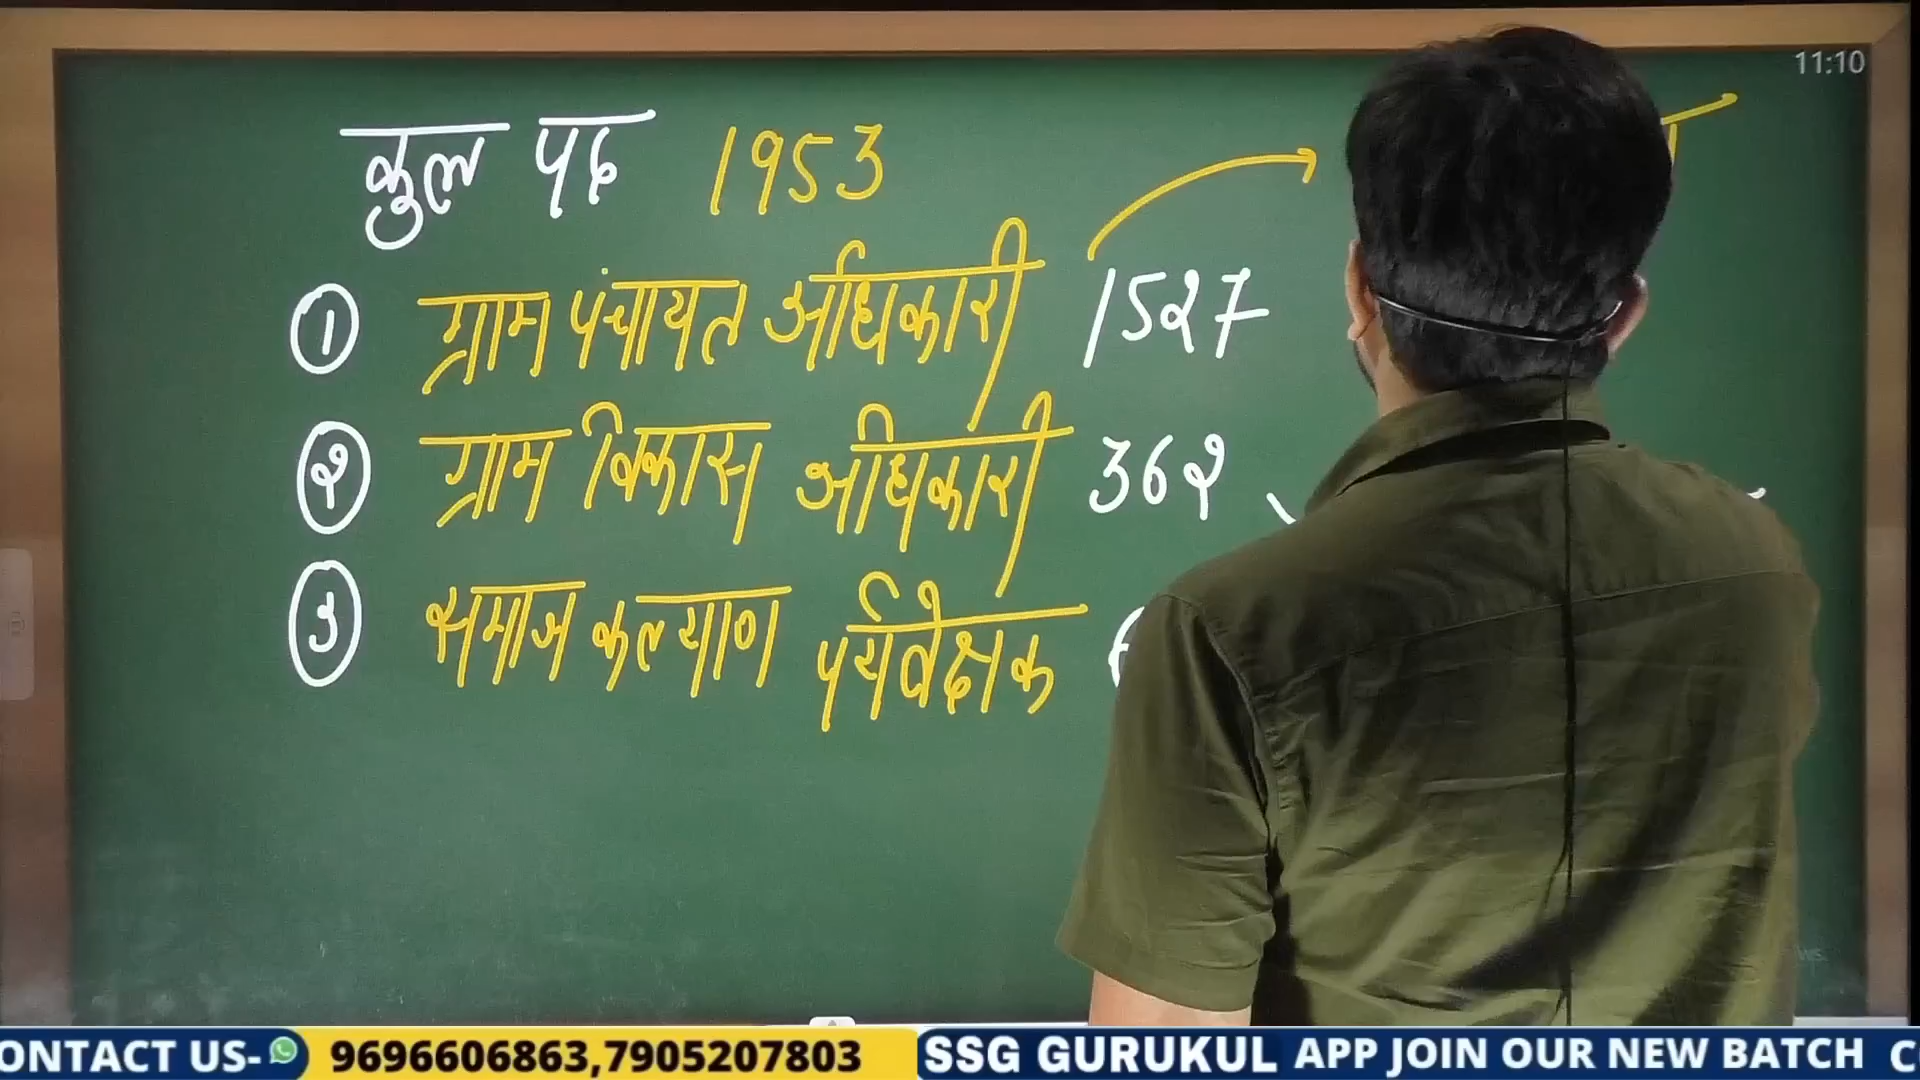 11:10
कुल पद 1953
① ग्राम पंचायत अधिकारी 1527
② ग्राम विकास अधिकारी 362
③ समाज कल्याण पर्यवेक्षक
ONTACT US- 9696606863,7905207803 SSG GURUKUL APP JOIN OUR NEW BATCH C